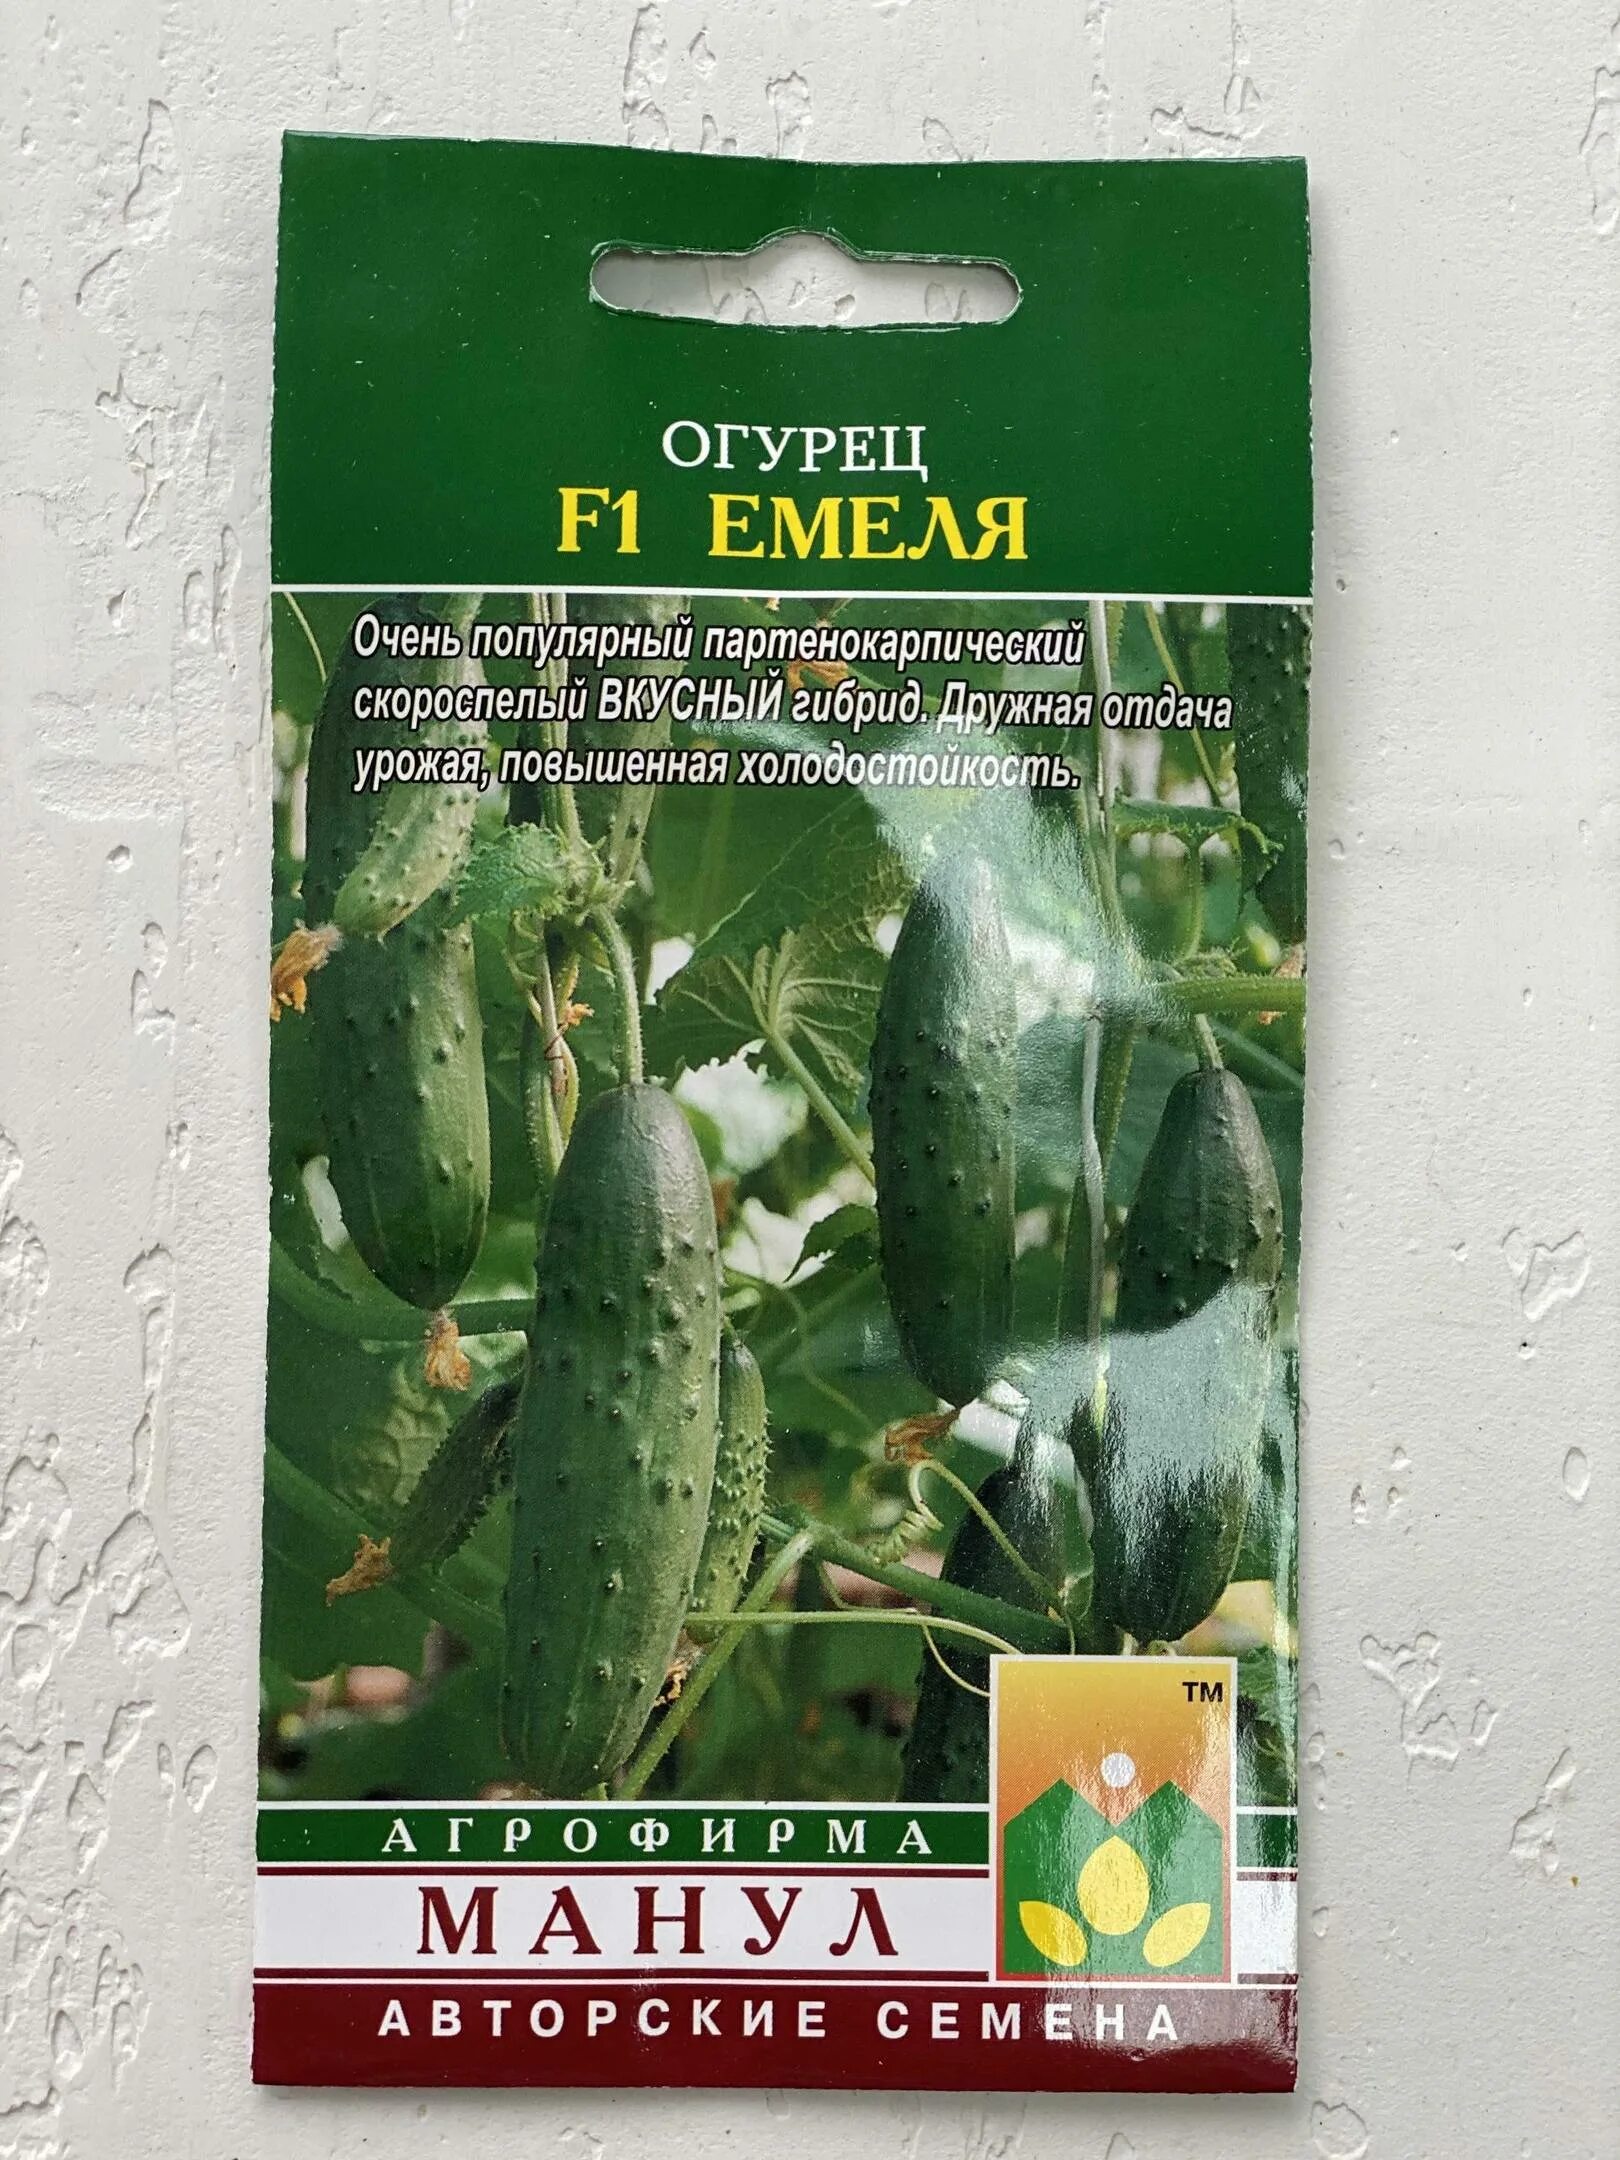 ОГУРЕЦ
F1 ЕМЕЛЯ
Очень популярный партенокарпический
скороспелый ВКУСНЫЙ гибрид. Дружная отдача
урожая, повышенная холодостойкость.
TM
АГРОФИРМА
МАНУЛ
АВТОРСКИЕ СЕМЕНА